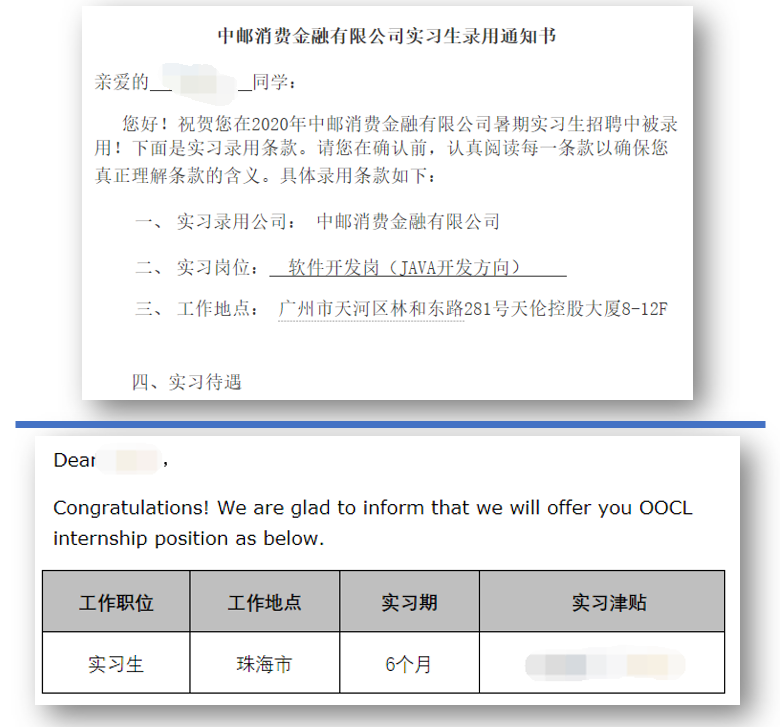 中邮消费金融有限公司实习生录用通知书
亲爱的 同学：
您好！祝贺您在2020年中邮消费金融有限公司暑期实习生招聘中被录
用！下面是实习录用条款。请您在确认前，认真阅读每一条款以确保您
真正理解条款的含义。具体录用条款如下：
一、 实习录用公司： 中邮消费金融有限公司
二、 实习岗位： 软件开发岗（JAVA开发方向）
三、 工作地点： 广州市天河区林和东路281号天伦控股大厦8-12F
四、实习待遇
Dear ,
Congratulations! We are glad to inform that we will offer you OOCL
internship position as below.
工作职位 工作地点 实习期 实习津贴
实习生 珠海市 6个月